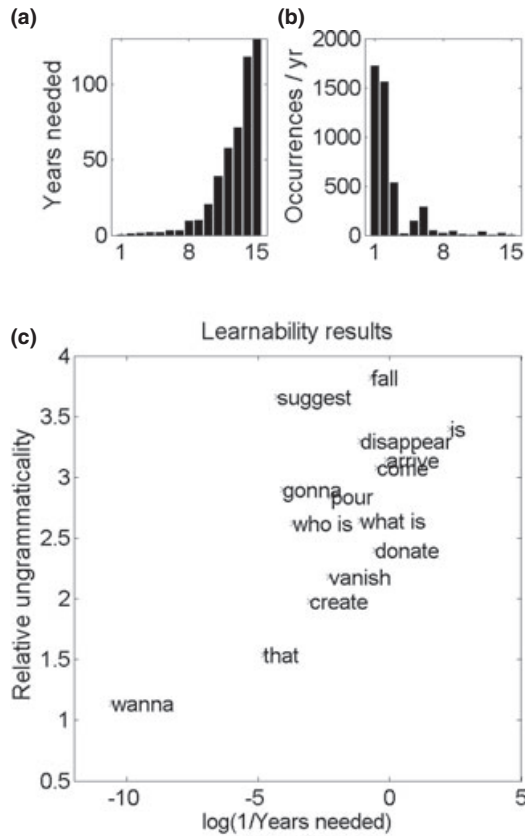 (a)
(b)
Years needed
100
50
0
1
8
15
Occurrences / yr
2000
1500
1000
500
0
1
8
15
(c)
Learnability results
Relative ungrammaticality
4
3.5
3
2.5
2
1.5
1
0.5
fall
suggest
is
disappear
arrive
come
gonna
pour
who is
what is
donate
vanish
create
that
wanna
-10
-5
0
5
log(1/Years needed)